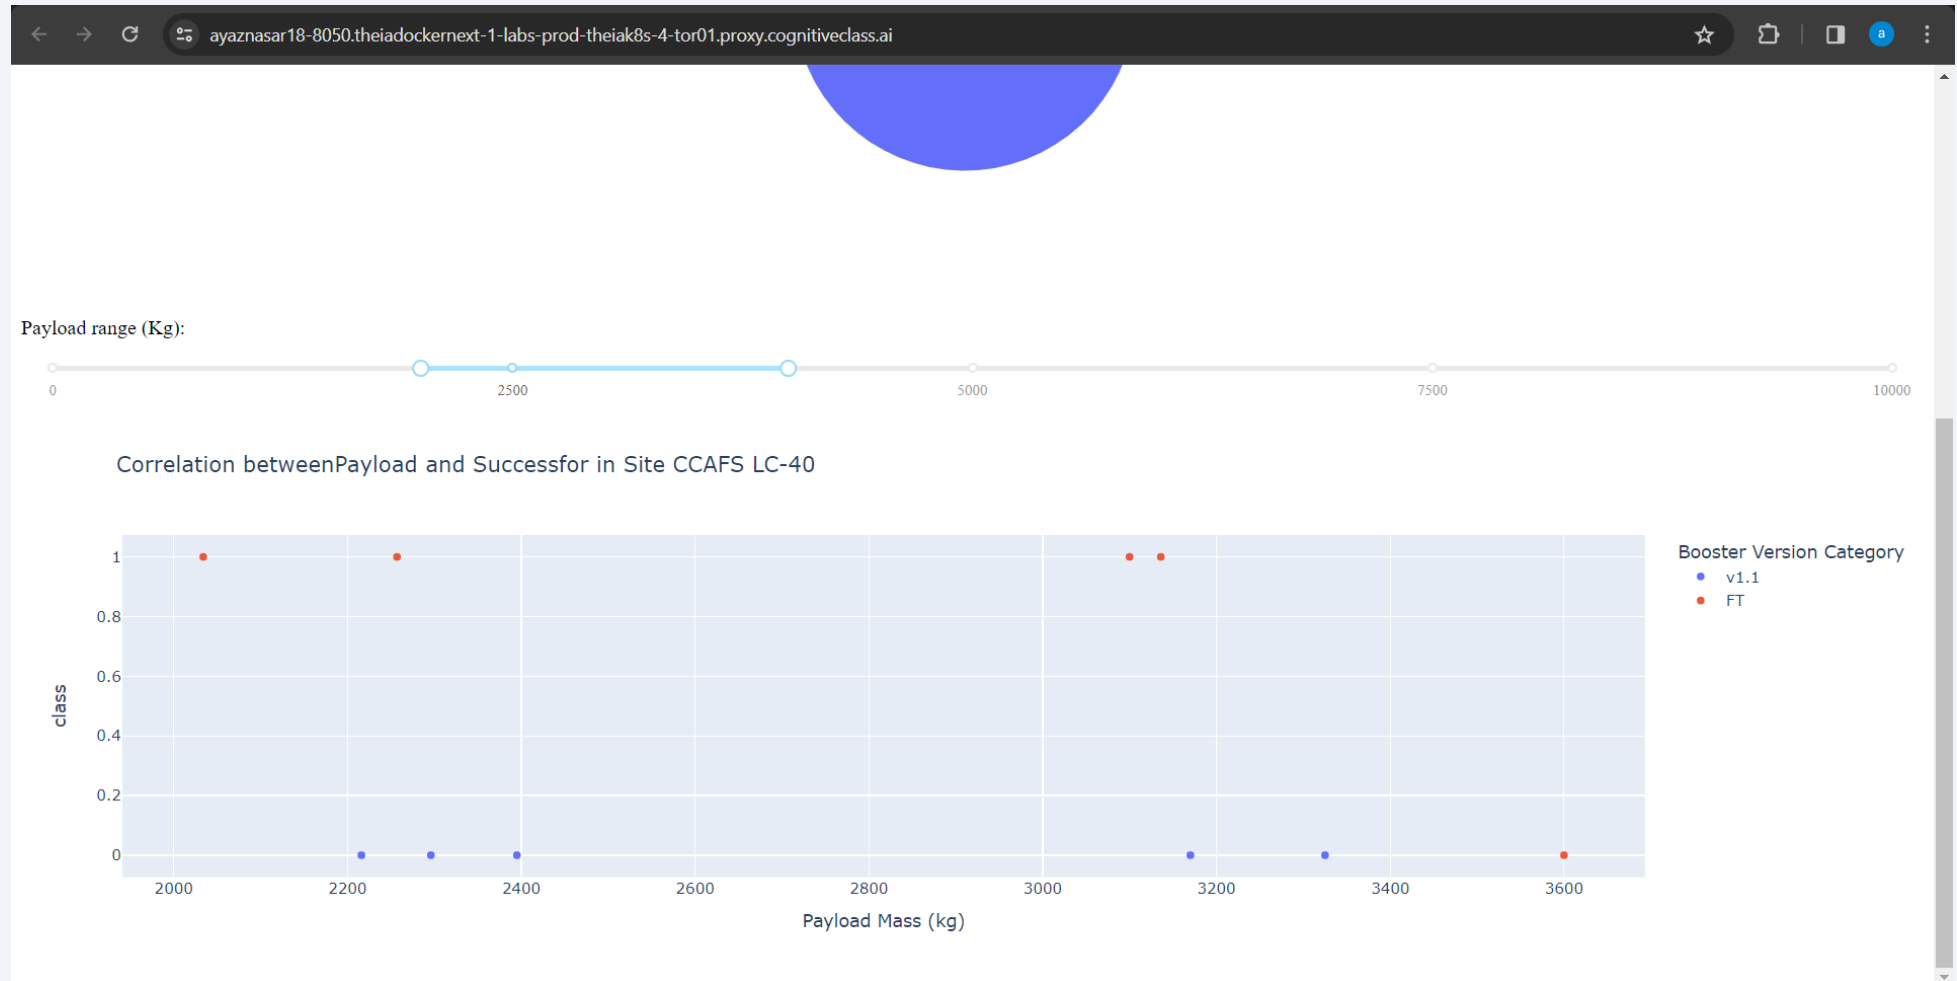 ayaznasar18-8050.theiadockernext-1-labs-prod-theiak8s-4-tor01.proxy.cognitiveclass.ai
a
Payload range (Kg):
0 2500 5000 7500 10000
Correlation betweenPayload and Successfor in Site CCAFS LC-40
Booster Version Category
v1.1
FT
1
0.8
0.6
0.4
0.2
0
class
2000 2200 2400 2600 2800 3000 3200 3400 3600
Payload Mass (kg)